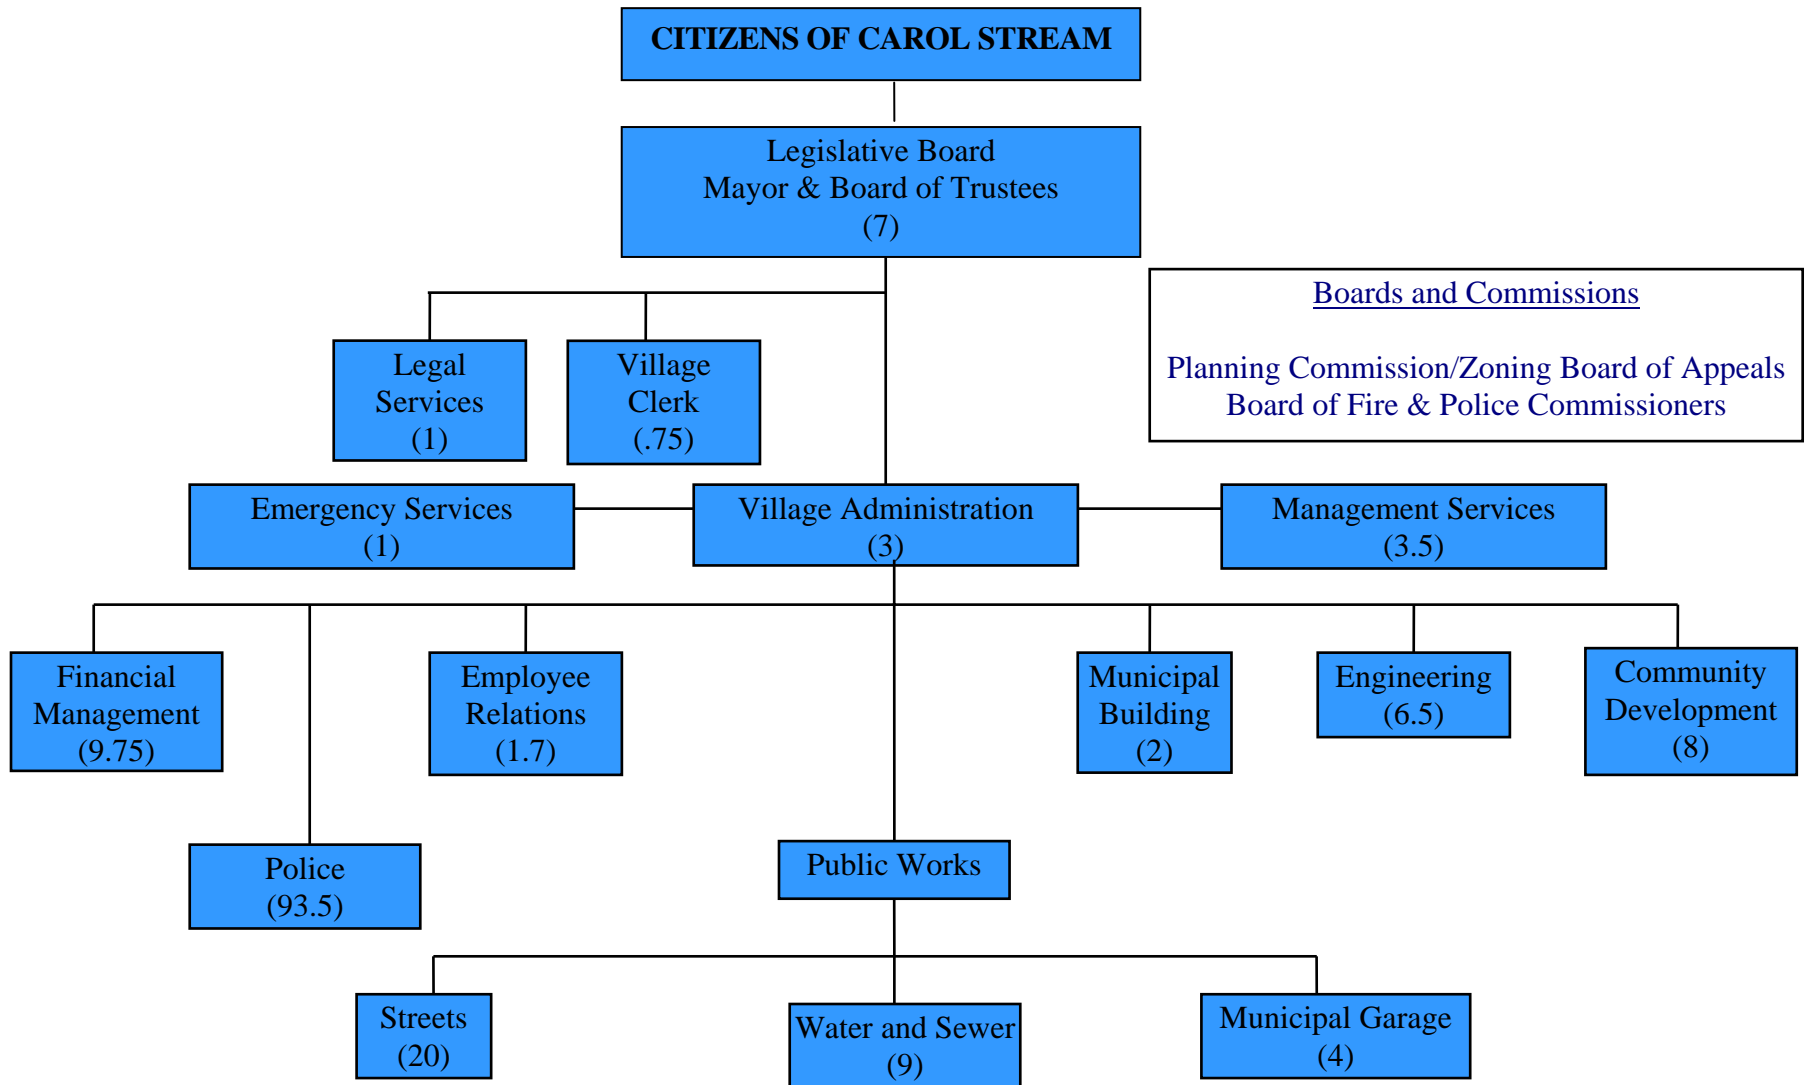 CITIZENS OF CAROL STREAM
Legislative Board
Mayor & Board of Trustees
(7)
Boards and Commissions
Planning Commission/Zoning Board of Appeals
Board of Fire & Police Commissioners
Legal
Services
(1)
Village
Clerk
(.75)
Emergency Services
(1)
Village Administration
(3)
Management Services
(3.5)
Financial
Management
(9.75)
Employee
Relations
(1.7)
Municipal
Building
(2)
Engineering
(6.5)
Community
Development
(8)
Police
(93.5)
Public Works
Streets
(20)
Water and Sewer
(9)
Municipal Garage
(4)